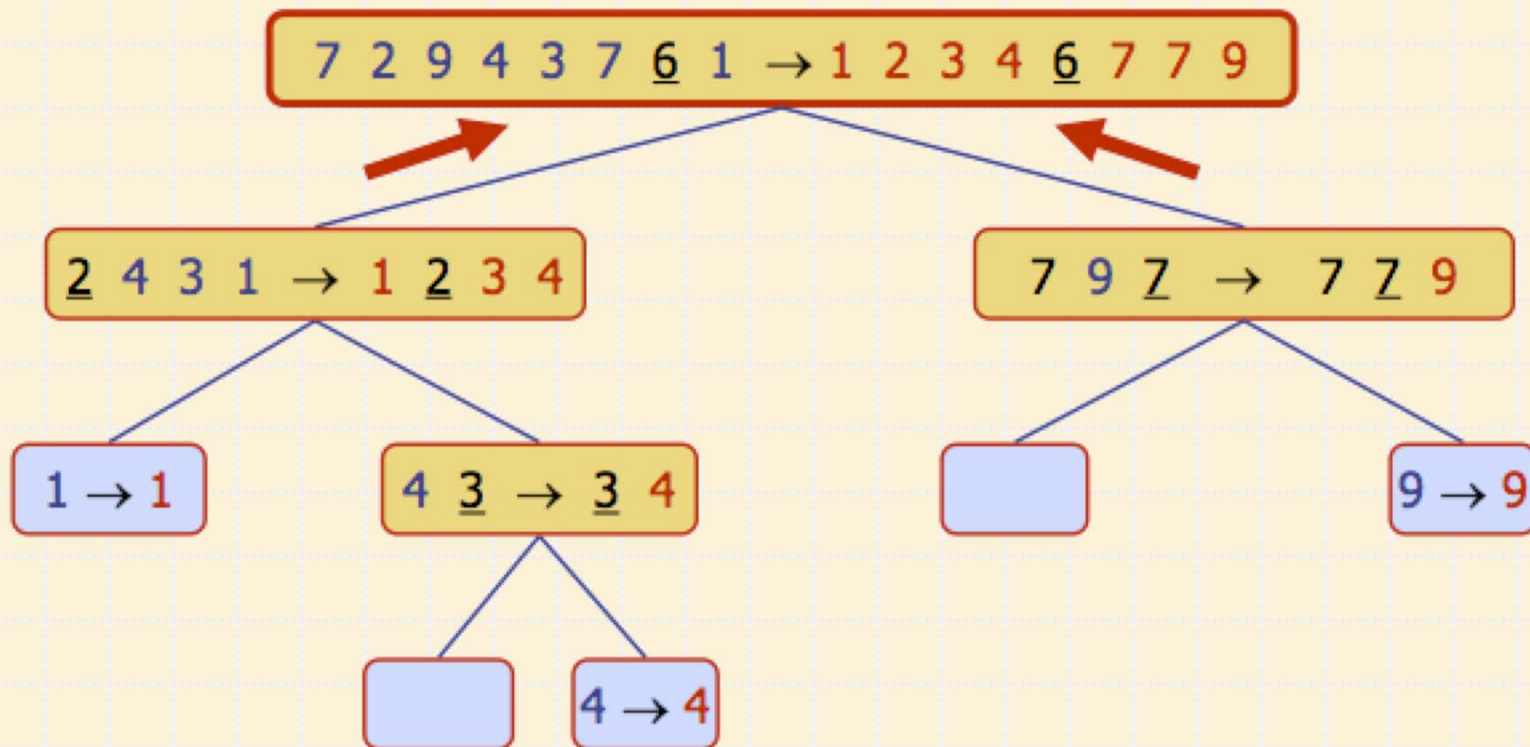 7 2 9 4 3 7 6 1 → 1 2 3 4 6 7 7 9
2 4 3 1 → 1 2 3 4
7 9 7 → 7 7 9
1 → 1
4 3 → 3 4
9 → 9
4 → 4